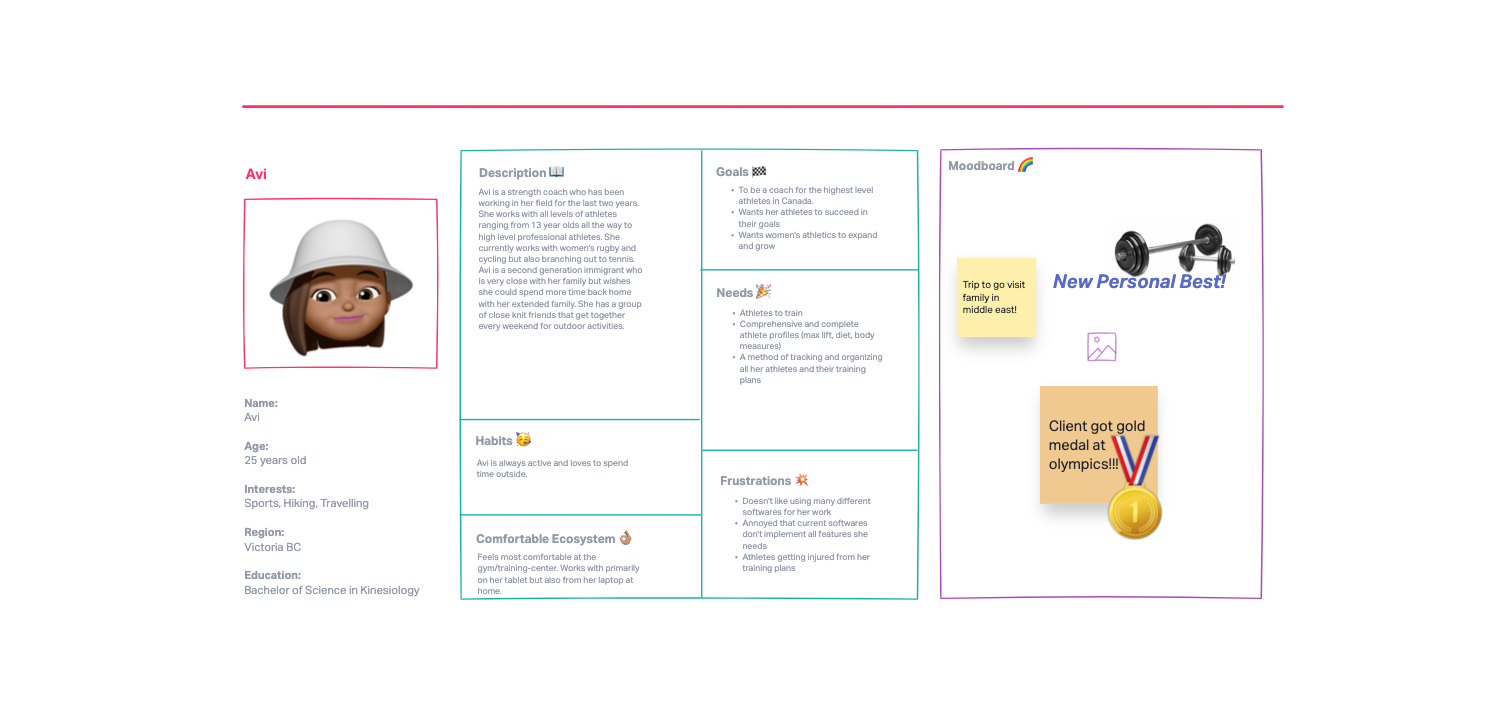 Avi
Name:
Avi
Age:
25 years old
Interests:
Sports, Hiking, Travelling
Region:
Victoria BC
Education:
Bachelor of Science in Kinesiology
Description 📖
Avi is a strength coach who has been
working in her field for the last two years.
She works with all levels of athletes
ranging from 13 year olds all the way to
high level professional athletes. She
currently works with women's rugby and
cycling but also branching out to tennis.
Avi is a second generation immigrant who
is very close with her family but wishes
she could spend more time back home
with her extended family. She has a group
of close knit friends that get together
every weekend for outdoor activities.
Habits 🥳
Avi is always active and loves to spend
time outside.
Comfortable Ecosystem 👌🏽
Feels most comfortable at the
gym/training-center. Works with primarily
on her tablet but also from her laptop at
home.
Goals 🏁
• To be a coach for the highest level
athletes in Canada.
• Wants her athletes to succeed in
their goals
• Wants women's athletics to expand
and grow
Needs 🎉
• Athletes to train
• Comprehensive and complete
athlete profiles (max lift, diet, body
measures)
• A method of tracking and organizing
all her athletes and their training
plans
Frustrations 💥
• Doesn't like using many different
softwares for her work
• Annoyed that current softwares
don't implement all features she
needs
• Athletes getting injured from her
training plans
Moodboard 🌈
Trip to go visit
family in
middle east!
New Personal Best!
Client got gold
medal at
olympics!!!
1